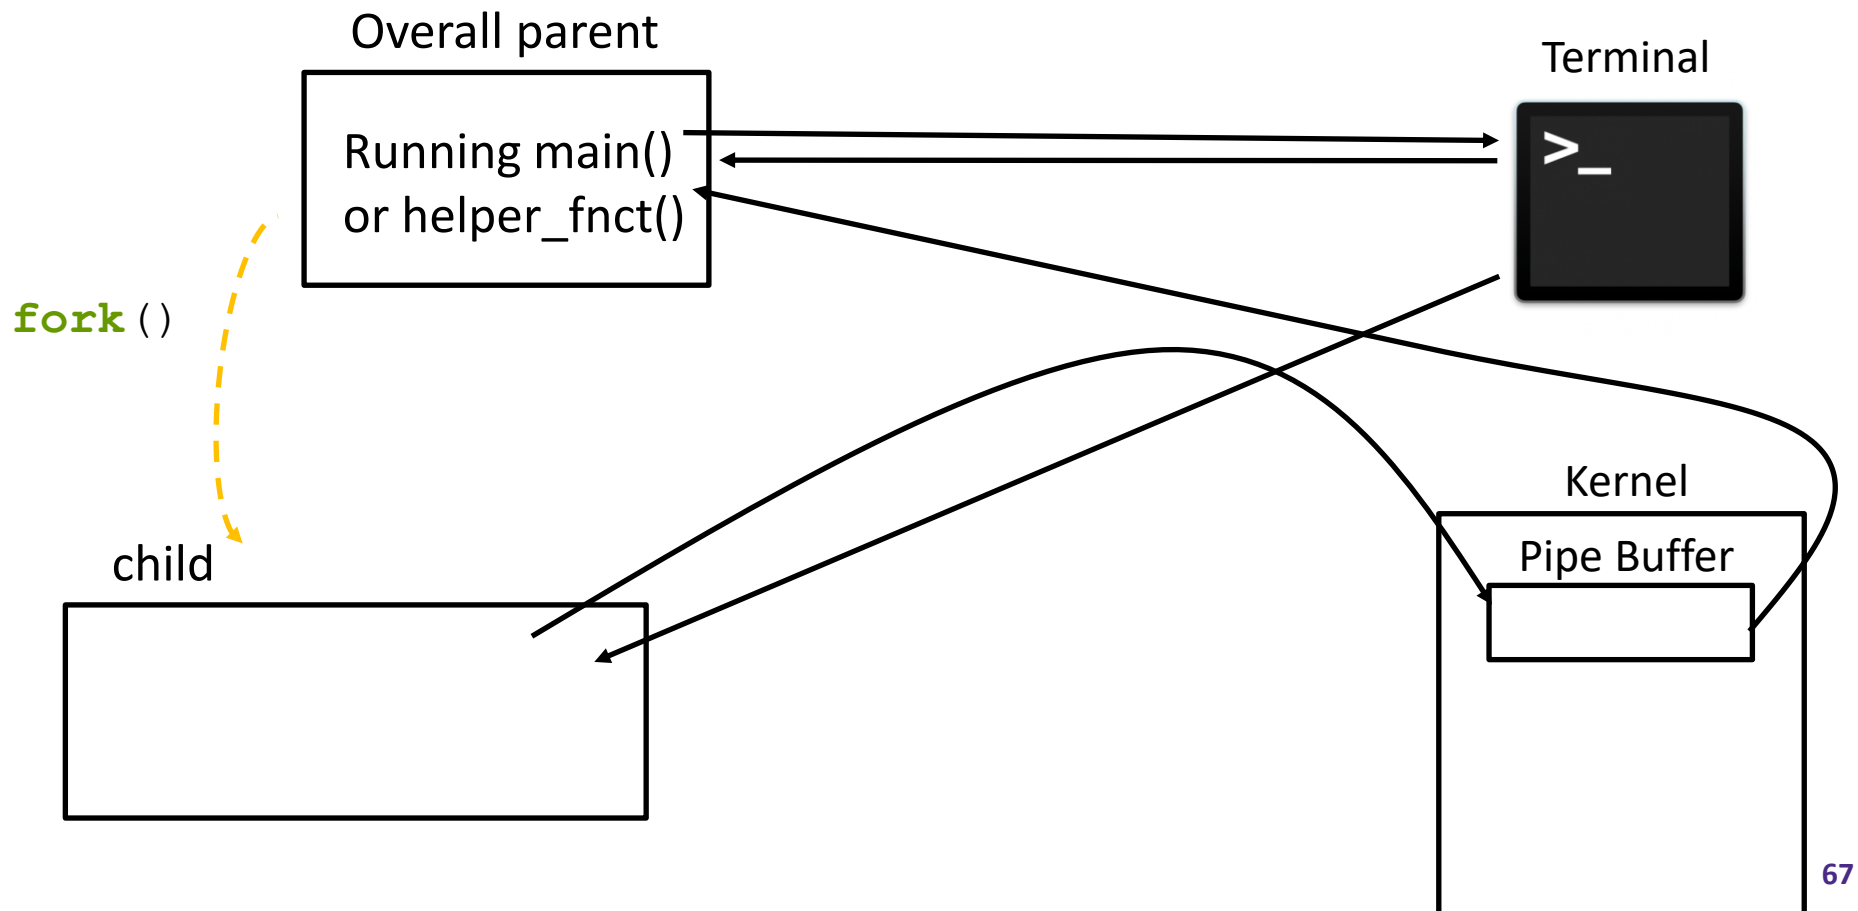 Overall parent
Terminal
Running main()
or helper_fnct()
>_
fork()
Kernel
Pipe Buffer
child
67